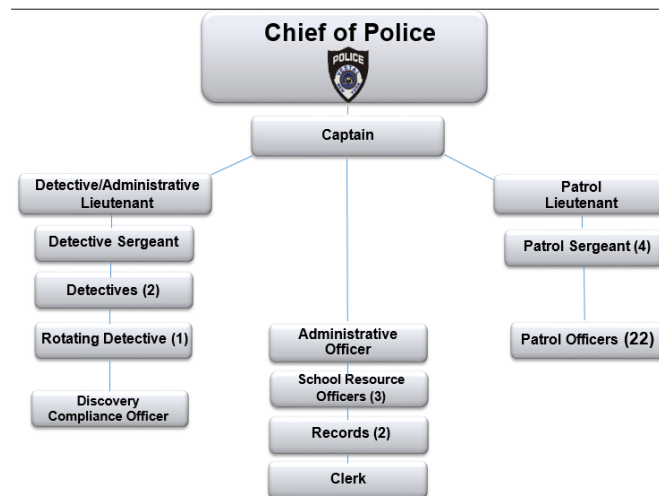 Chief of Police
POLICE
VESTAL
Captain
Detective/Administrative
Lieutenant
Patrol
Lieutenant
Detective Sergeant
Patrol Sergeant (4)
Detectives (2)
Rotating Detective (1)
Administrative
Officer
Patrol Officers (22)
School Resource
Officers (3)
Discovery
Compliance Officer
Records (2)
Clerk